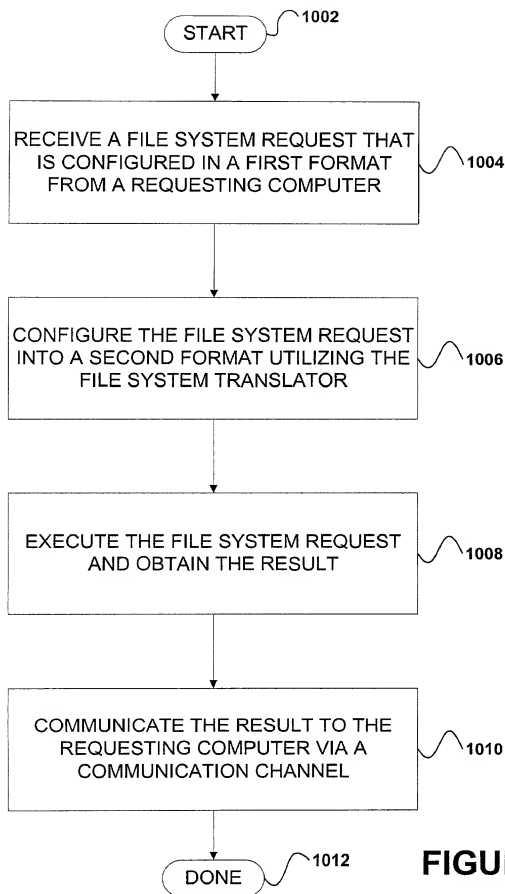 START
1002
RECEIVE A FILE SYSTEM REQUEST THAT
IS CONFIGURED IN A FIRST FORMAT
FROM A REQUESTING COMPUTER
1004
CONFIGURE THE FILE SYSTEM REQUEST
INTO A SECOND FORMAT UTILIZING THE
FILE SYSTEM TRANSLATOR
1006
EXECUTE THE FILE SYSTEM REQUEST
AND OBTAIN THE RESULT
1008
COMMUNICATE THE RESULT TO THE
REQUESTING COMPUTER VIA A
COMMUNICATION CHANNEL
1010
DONE
1012